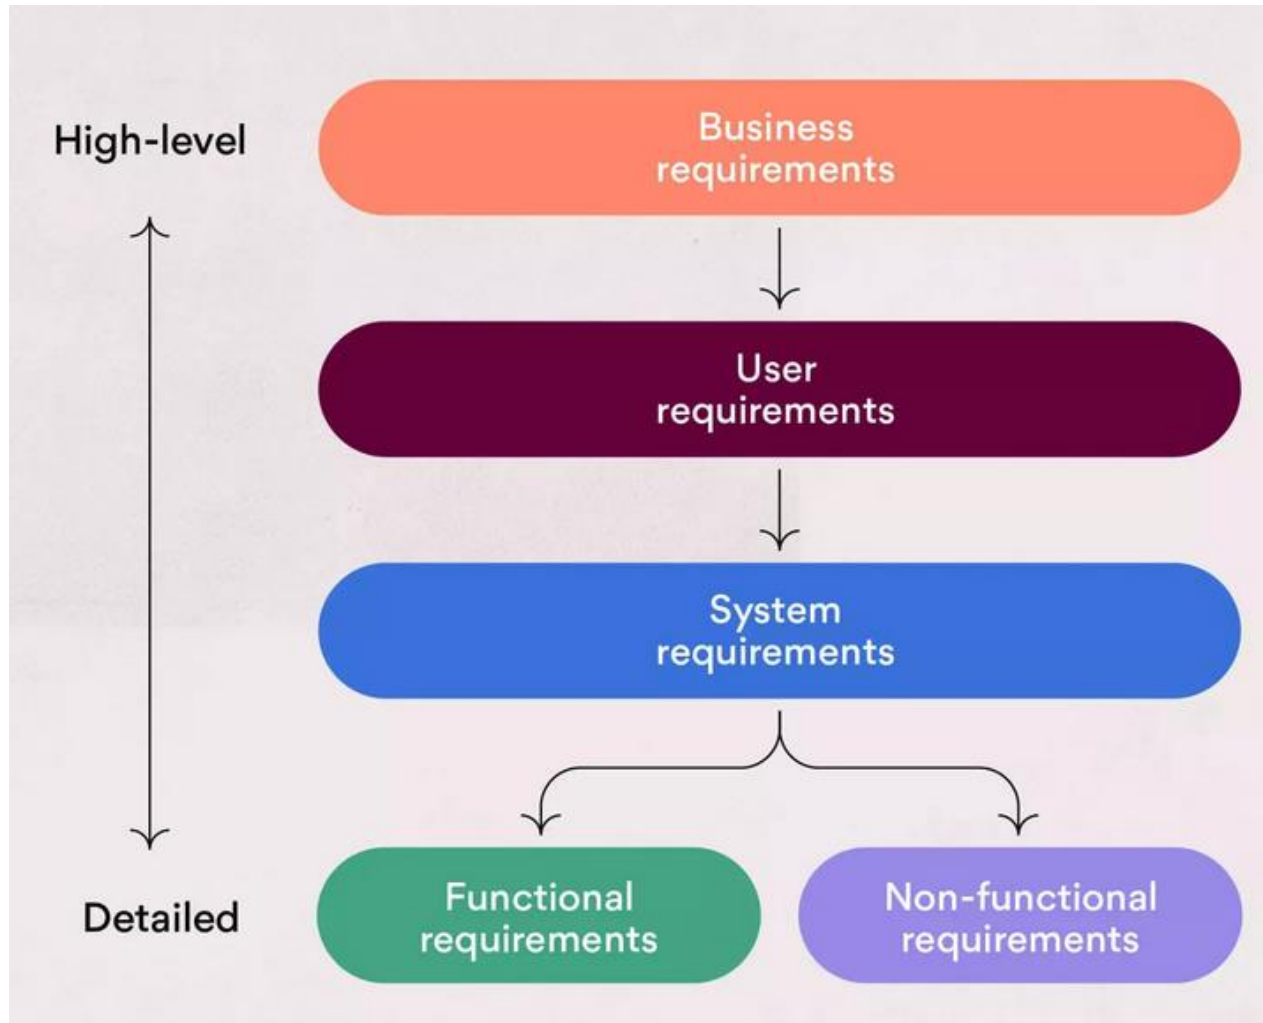 High-level
Business
requirements
User
requirements
System
requirements
Detailed
Functional
requirements
Non-functional
requirements